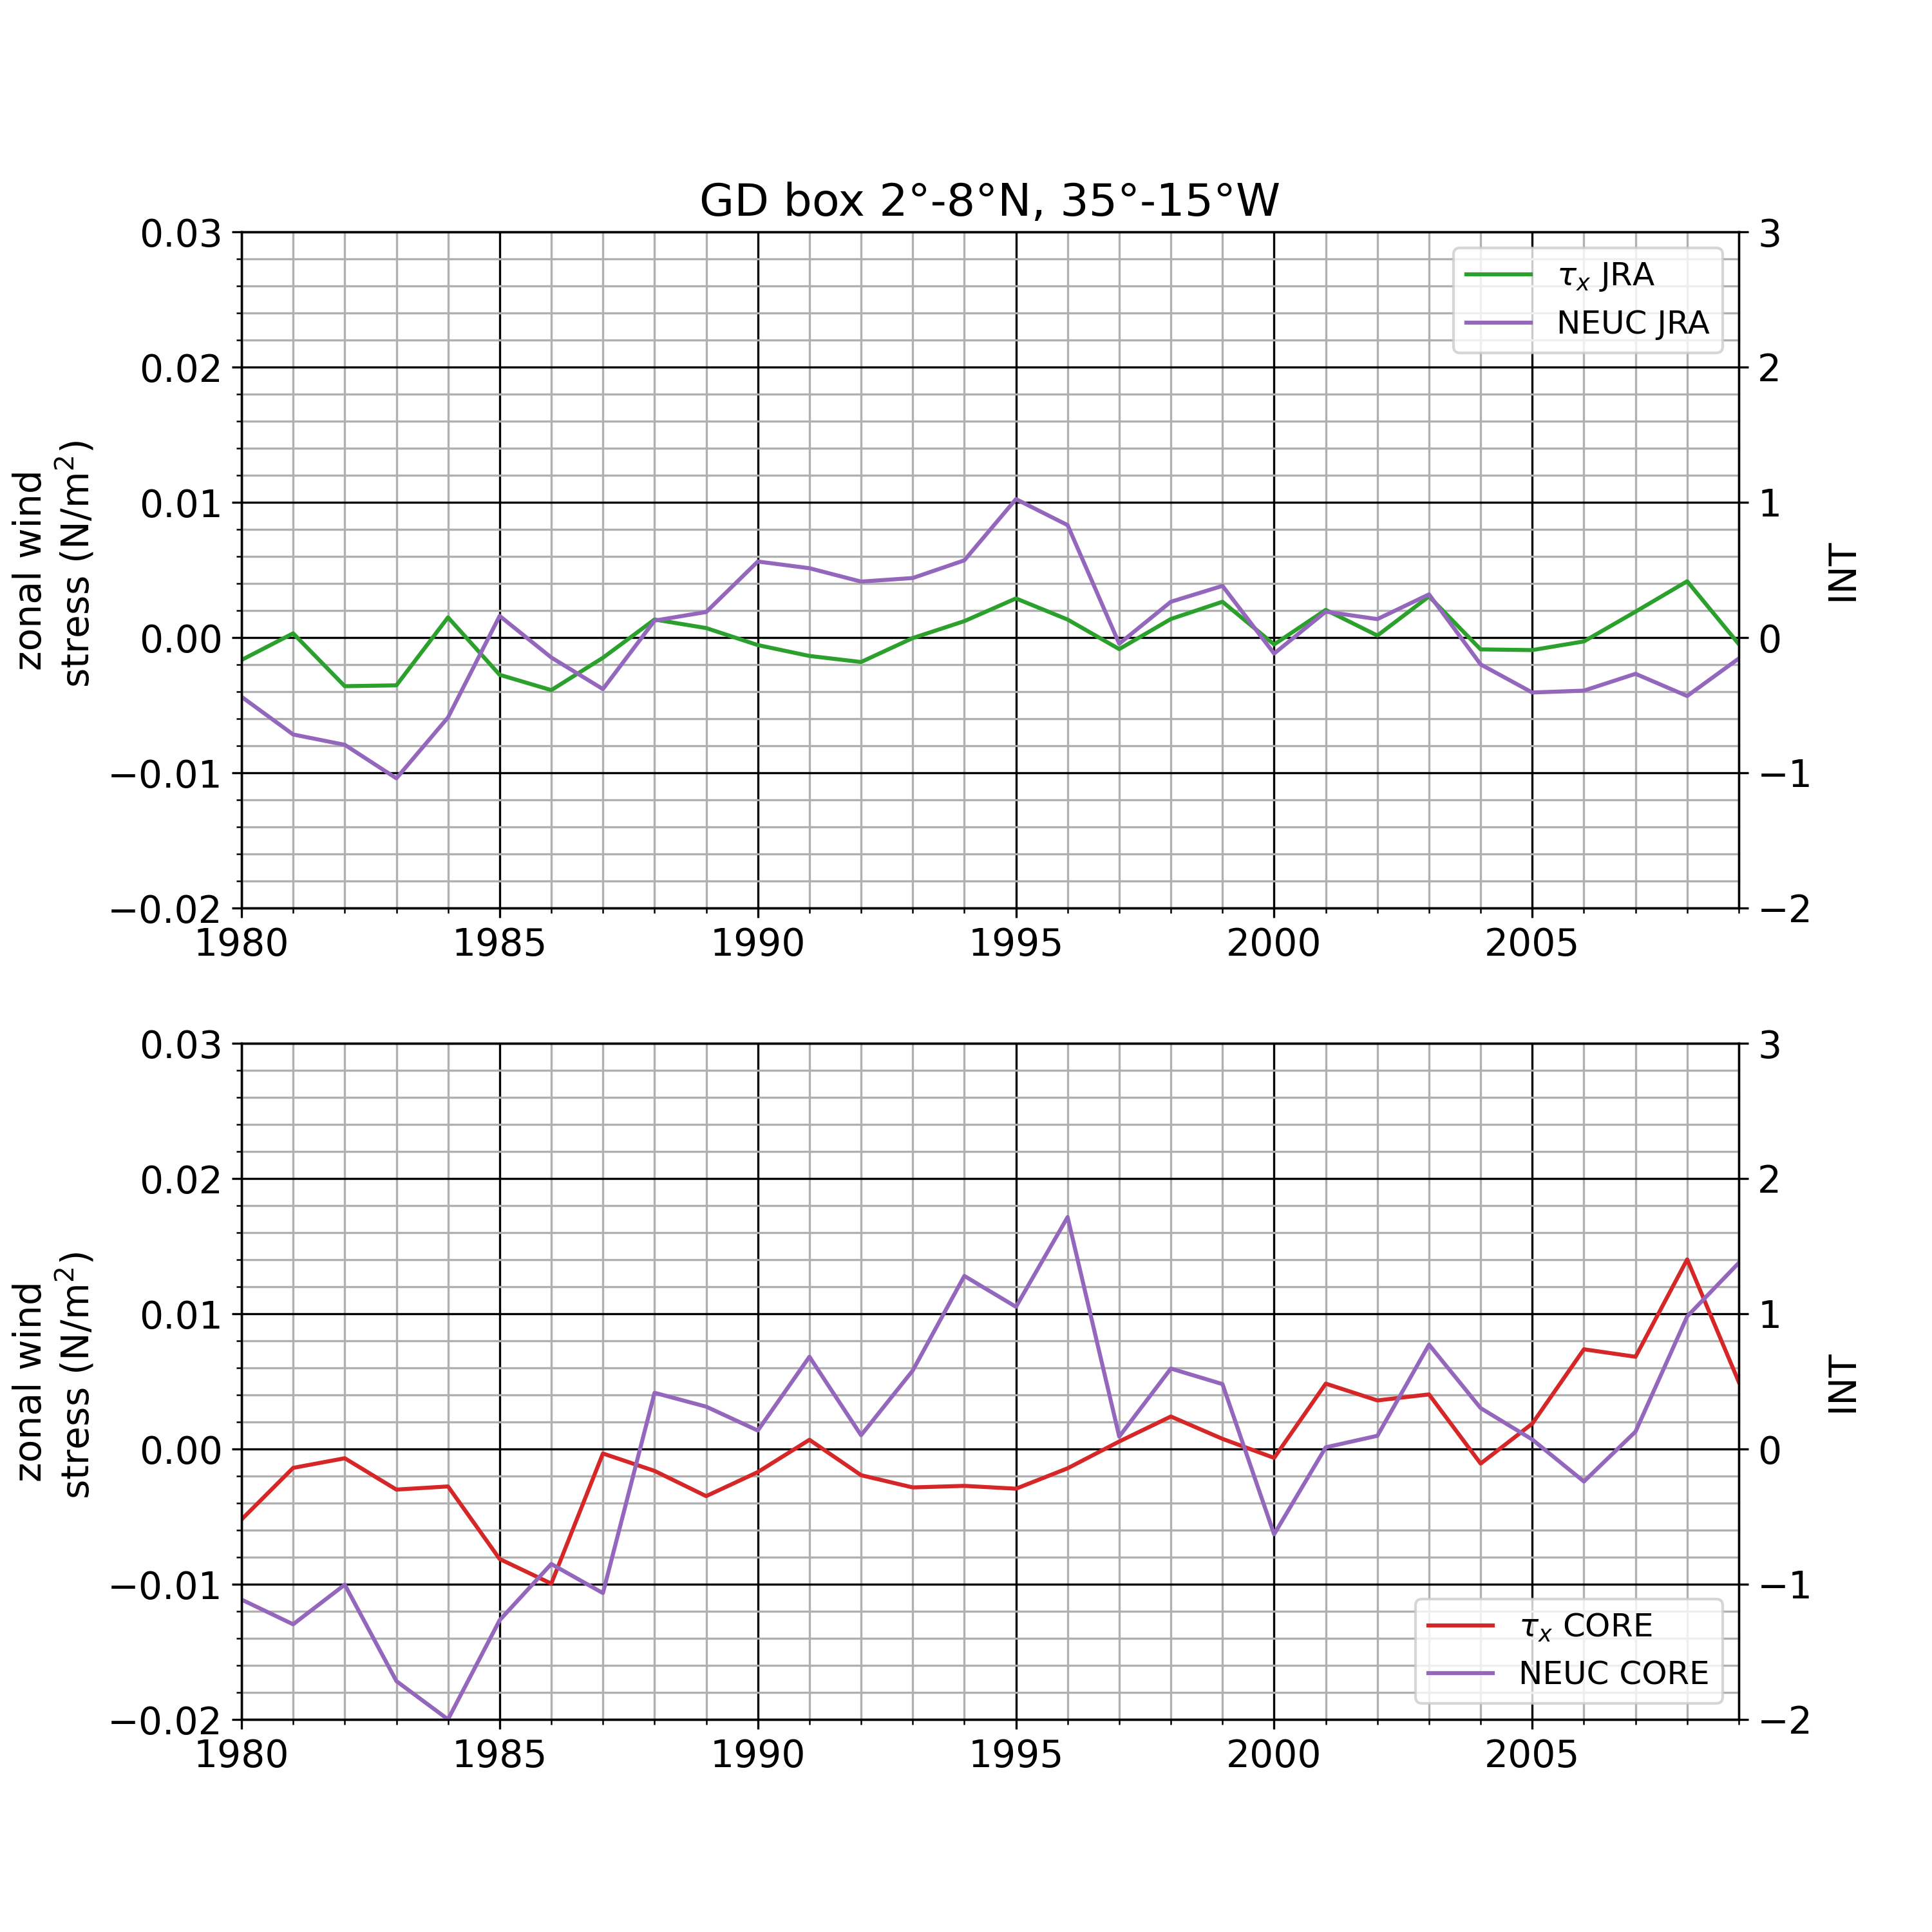 GD box 2°-8°N, 35°-15°W
0.03
0.02
0.01
0.00
−0.01
−0.02
zonal wind
stress (N/m²)
3
2
1
0
−1
−2
INT
τₓ JRA
NEUC JRA
1980 1985 1990 1995 2000 2005
0.03
0.02
0.01
0.00
−0.01
−0.02
zonal wind
stress (N/m²)
3
2
1
0
−1
−2
INT
τₓ CORE
NEUC CORE
1980 1985 1990 1995 2000 2005